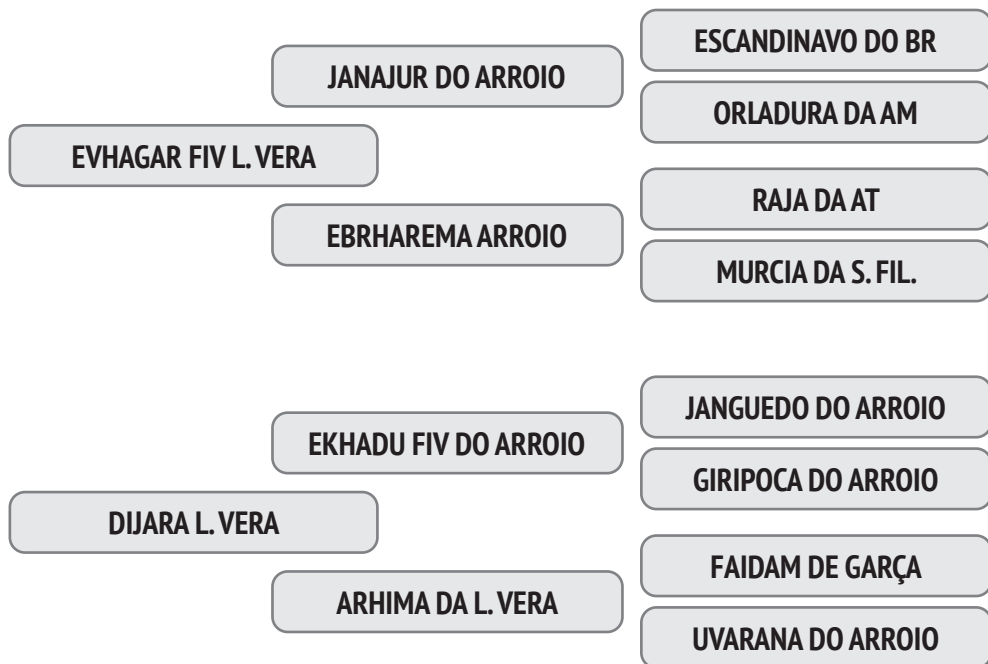 ESCANDINAVO DO BR
JANAJUR DO ARROIO
ORLADURA DA AM
EVHAGAR FIV L. VERA
RAJA DA AT
EBRHAREMA ARROIO
MURCIA DA S. FIL.
JANGUEDO DO ARROIO
EKHADU FIV DO ARROIO
GIRIPOCA DO ARROIO
DIJARA L. VERA
FAIDAM DE GARÇA
ARHIMA DA L. VERA
UVARANA DO ARROIO